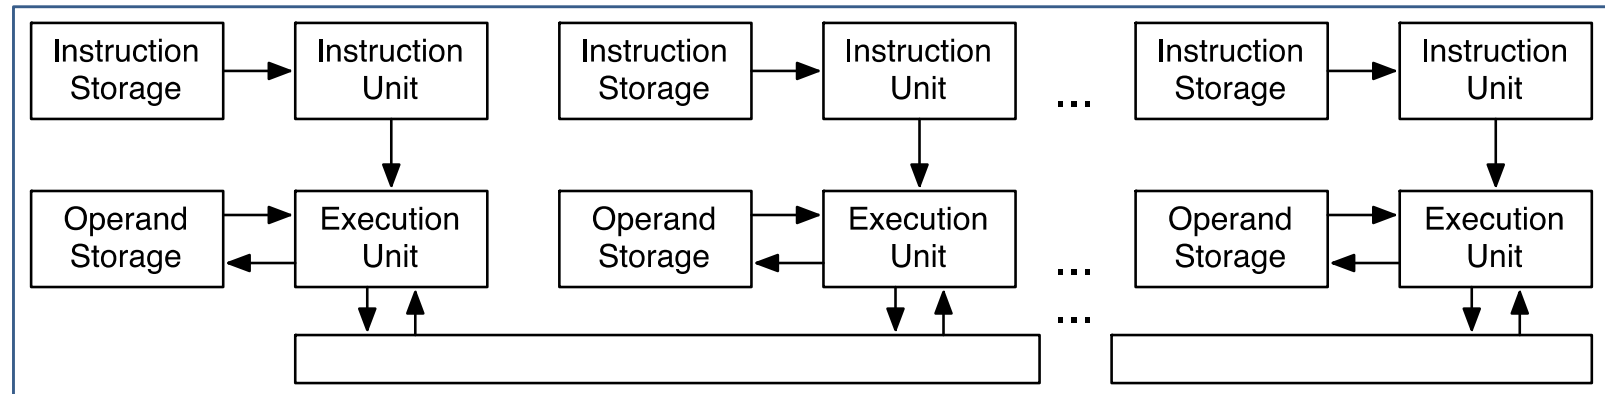 Instruction
Storage
Instruction
Unit
Instruction
Storage
Instruction
Unit
...
Instruction
Storage
Instruction
Unit
Operand
Storage
Execution
Unit
Operand
Storage
Execution
Unit
...
Operand
Storage
Execution
Unit
...